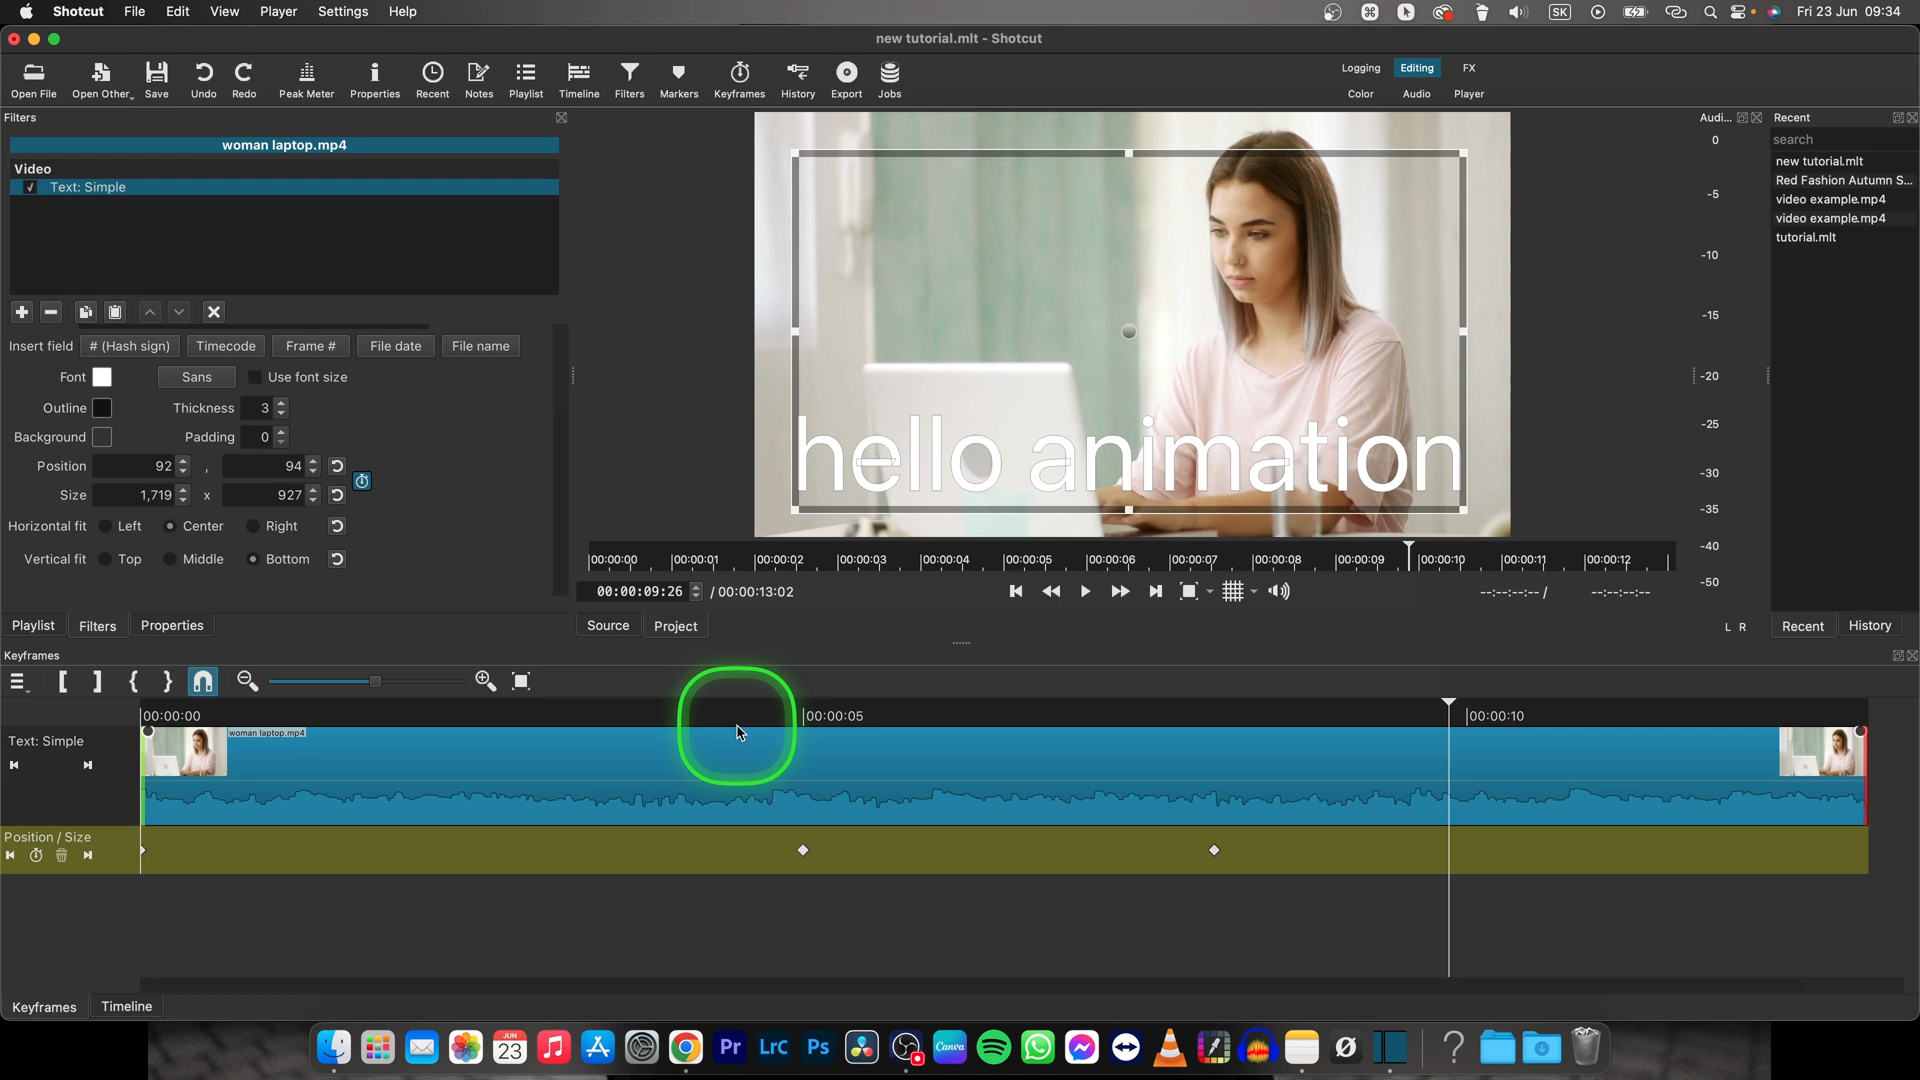 Shotcut File Edit View Player Settings Help
SK
Fri 23 Jun 09:34
new tutorial.mlt - Shotcut
Open File Open Other Save Undo Redo Peak Meter Properties Recent Notes Playlist Timeline Filters Markers Keyframes History Export Jobs
Logging Editing FX
Color Audio Player
Filters
Audi...
Recent
woman laptop.mp4
Video
Text: Simple
Insert field # (Hash sign) Timecode Frame # File date File name
Font Sans Use font size
Outline Thickness 3
Background Padding 0
Position 92 , 94
Size 1,719 x 927
Horizontal fit Left Center Right
Vertical fit Top Middle Bottom
Playlist Filters Properties
hello animation
00:00:00 00:00:01 00:00:02 00:00:03 00:00:04 00:00:05 00:00:06 00:00:07 00:00:08 00:00:09 00:00:10 00:00:11 00:00:12
00:00:09:26 / 00:00:13:02
--:--:--:-- / --:--:--:--
Source Project
0
-5
-10
-15
-20
-25
-30
-35
-40
-50
L R
search
new tutorial.mlt
Red Fashion Autumn S...
video example.mp4
video example.mp4
tutorial.mlt
Recent History
Keyframes
00:00:00 00:00:05 00:00:10
Text: Simple
woman laptop.mp4
Position / Size
Keyframes Timeline
JUN
23
Pr LrC Ps Canva
?